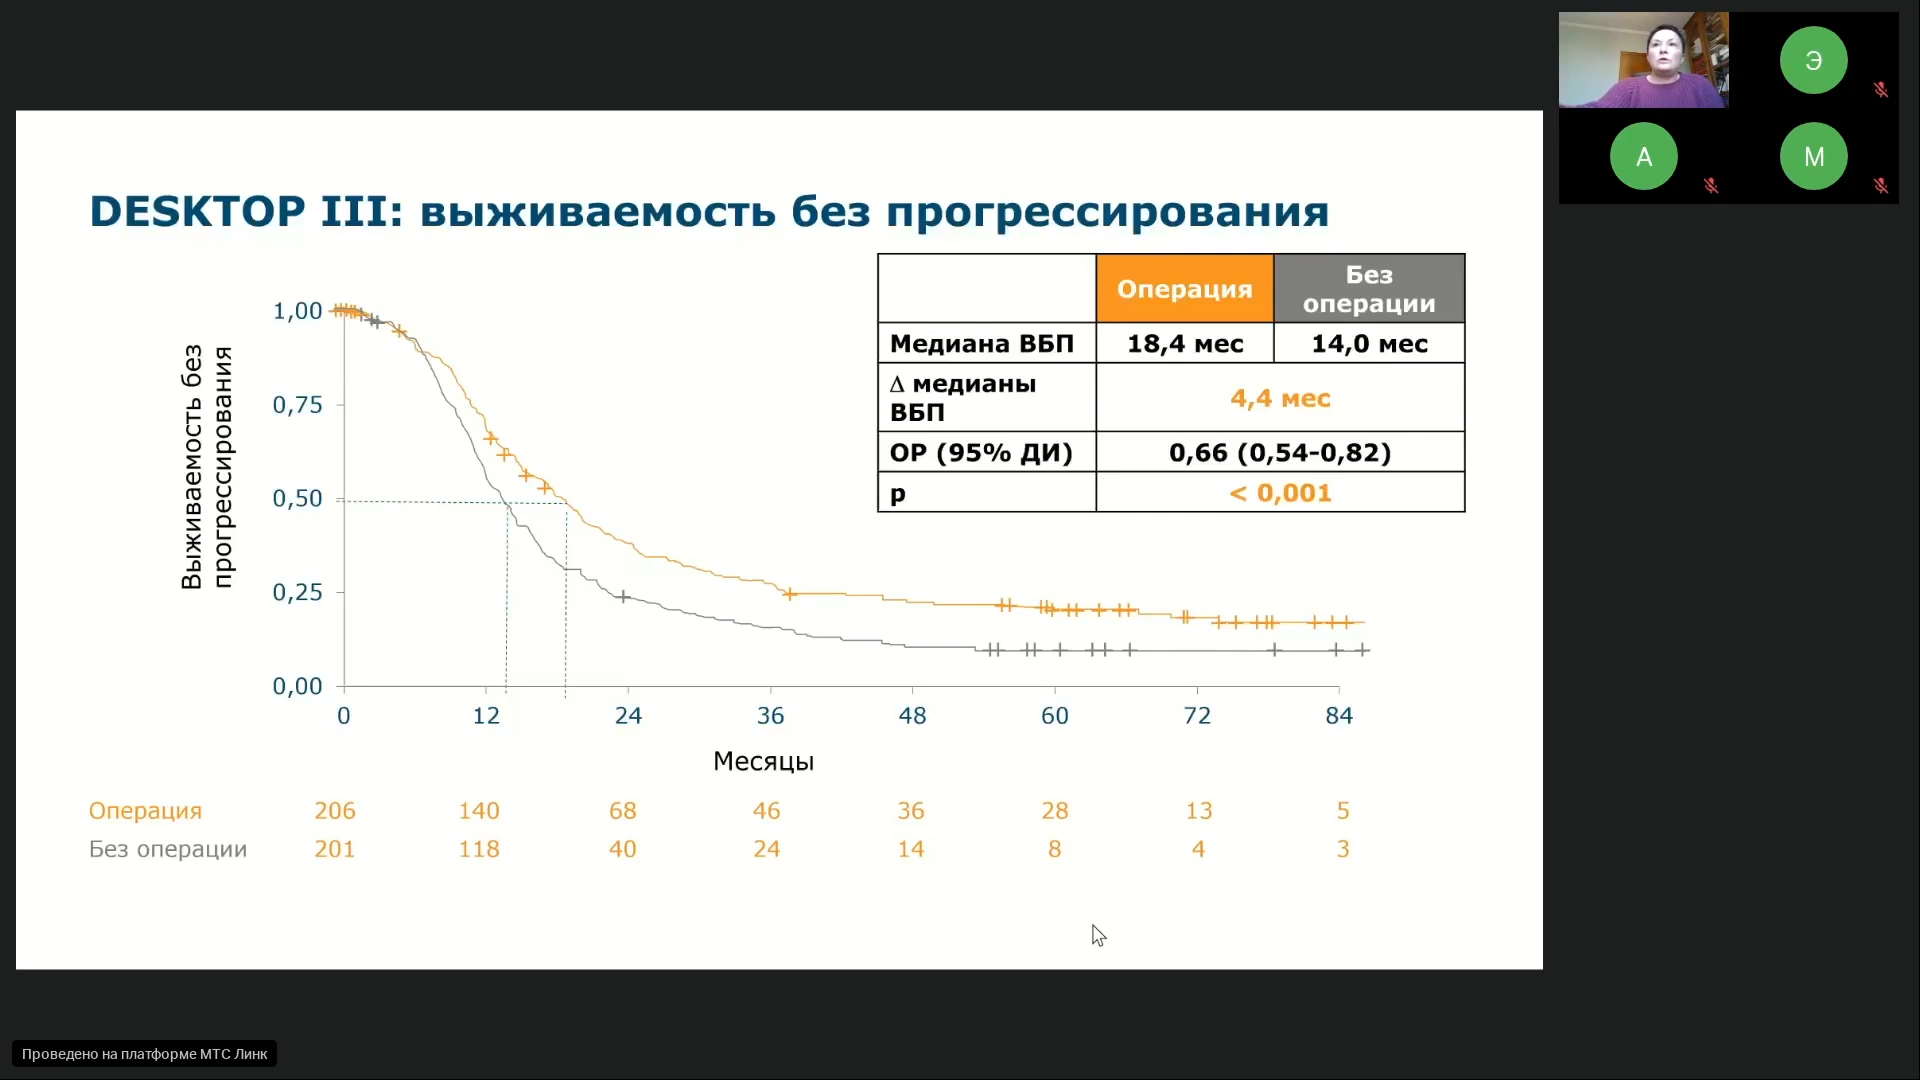 Э
А
М
DESKTOP III: выживаемость без прогрессирования
Операция
Без
операции
Медиана ВБП
18,4 мес
14,0 мес
Δ медианы
ВБП
4,4 мес
ОР (95% ДИ)
0,66 (0,54-0,82)
р
< 0,001
Выживаемость без
прогрессирования
1,00
0,75
0,50
0,25
0,00
0 12 24 36 48 60 72 84
Месяцы
Операция 206 140 68 46 36 28 13 5
Без операции 201 118 40 24 14 8 4 3
Проведено на платформе МТС Линк